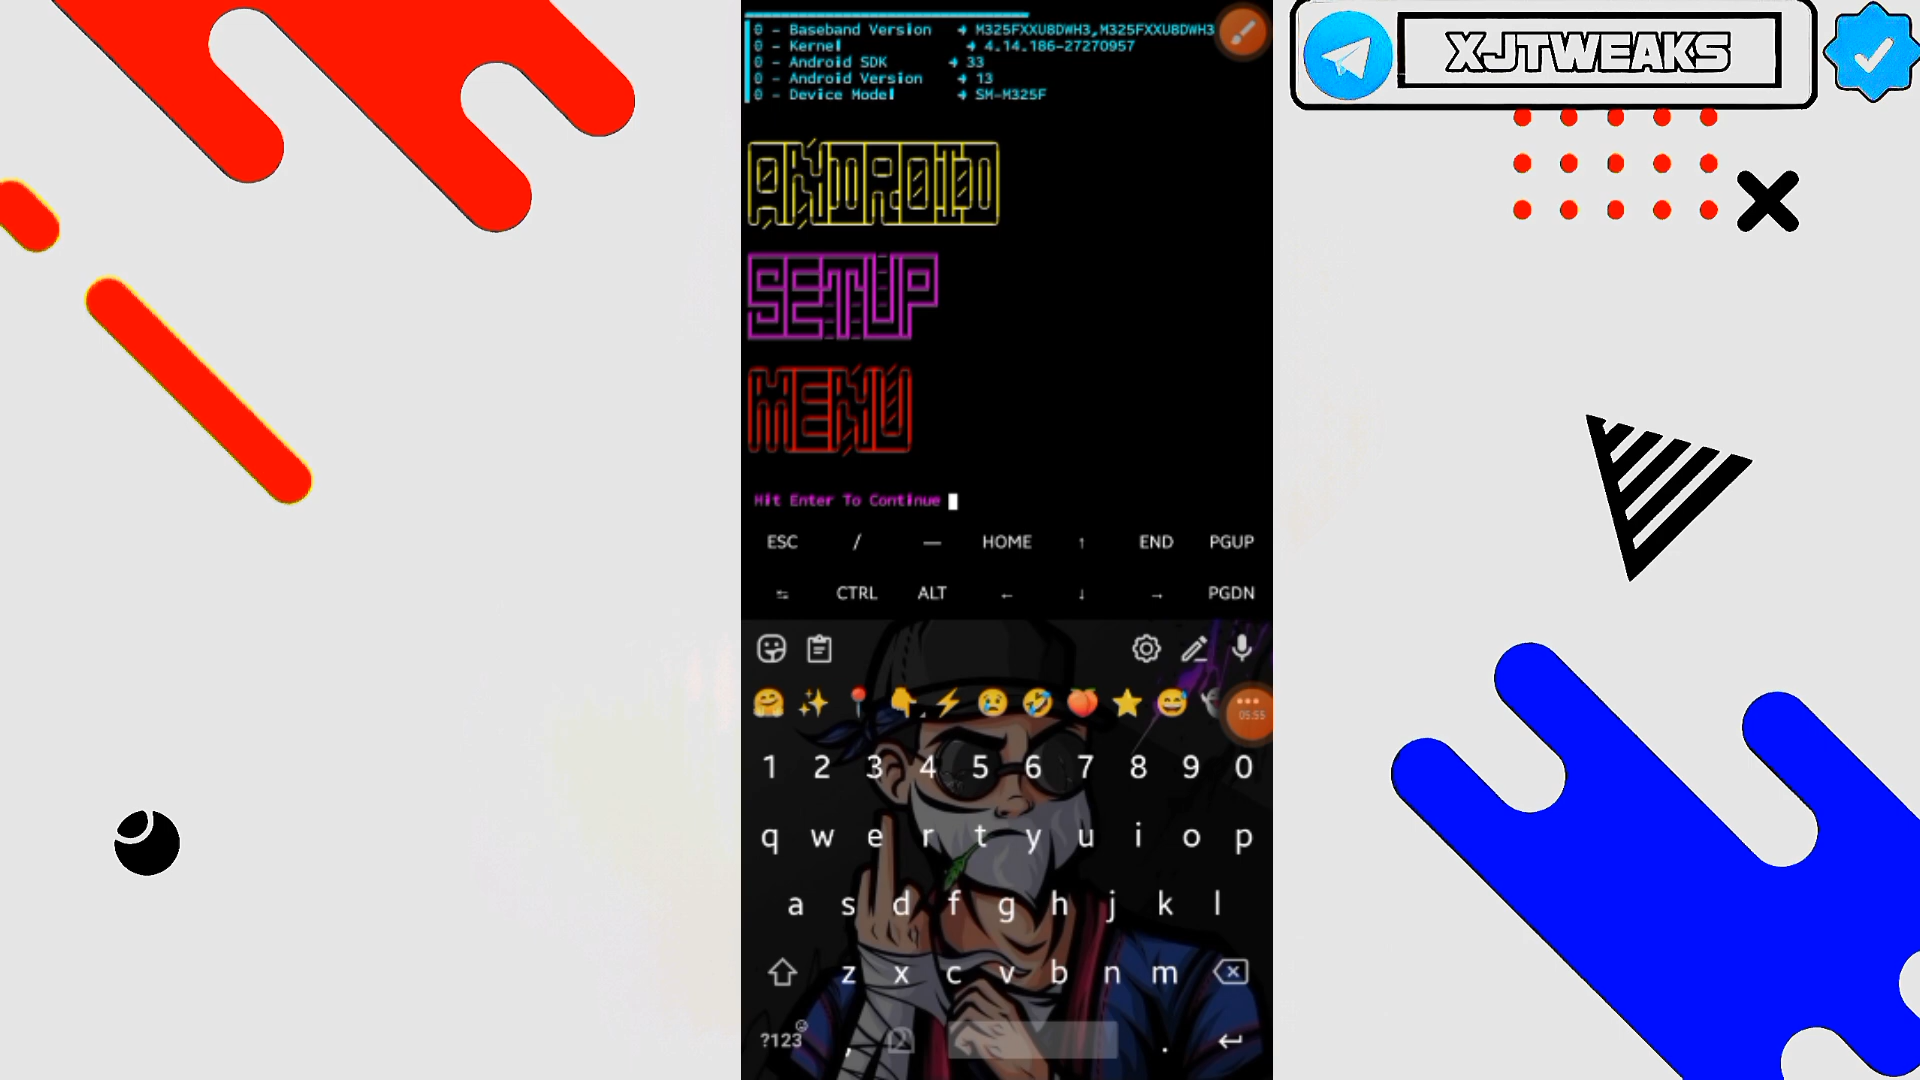 0 - Baseband Version → M325FXXU8DWH3,M325FXXU8DWH3
0 - Kernel → 4.14.186-27270957
0 - Android SDK → 33
0 - Android Version → 13
0 - Device Model → SM-M325F
XJTWEAKS
ANDROID
SETUP
MENU
Hit Enter To Continue
ESC / — HOME ↑ END PGUP
⇆ CTRL ALT ← ↓ → PGDN
05:55
1 2 3 4 5 6 7 8 9 0
q w e r t y u i o p
a s d f g h j k l
z x c v b n m
?123 , .